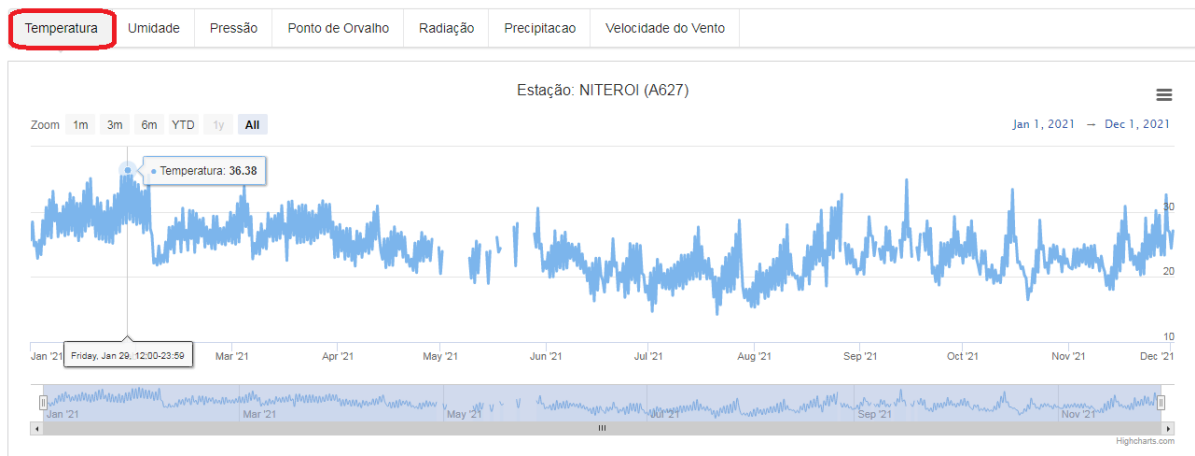 Temperatura Umidade Pressão Ponto de Orvalho Radiação Precipitacao Velocidade do Vento
Estação: NITEROI (A627)
Zoom 1m 3m 6m YTD 1y All Jan 1, 2021 → Dec 1, 2021
Temperatura: 36.38
30
20
10
Jan '21 Friday, Jan 29, 12:00-23:59 Mar '21 Apr '21 May '21 Jun '21 Jul '21 Aug '21 Sep '21 Oct '21 Nov '21 Dec '21
Jan '21 Mar '21 May '21 Jul '21 Sep '21 Nov '21
Highcharts.com